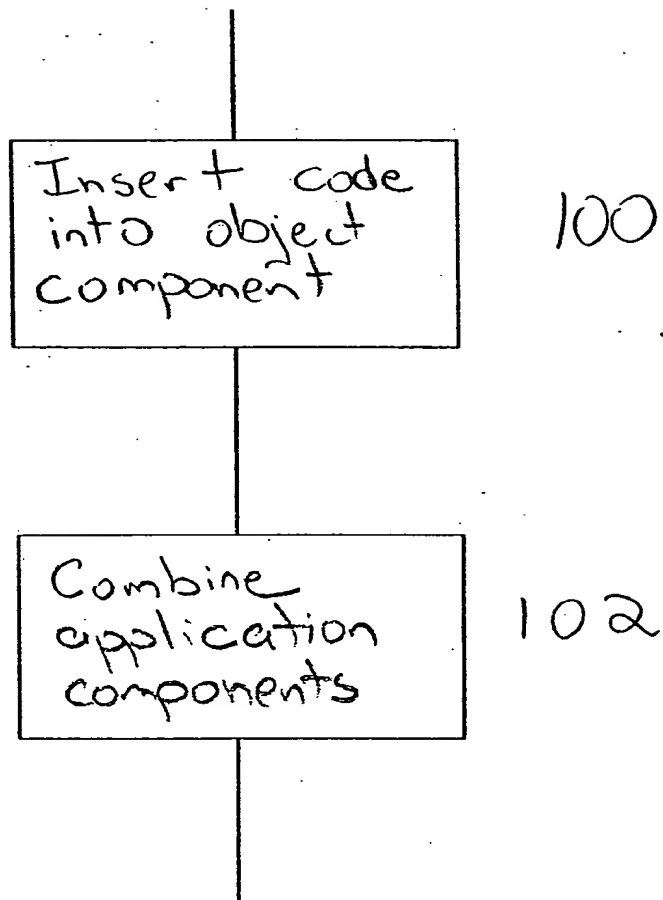 Insert code
into object
component
100
Combine
application
components
102